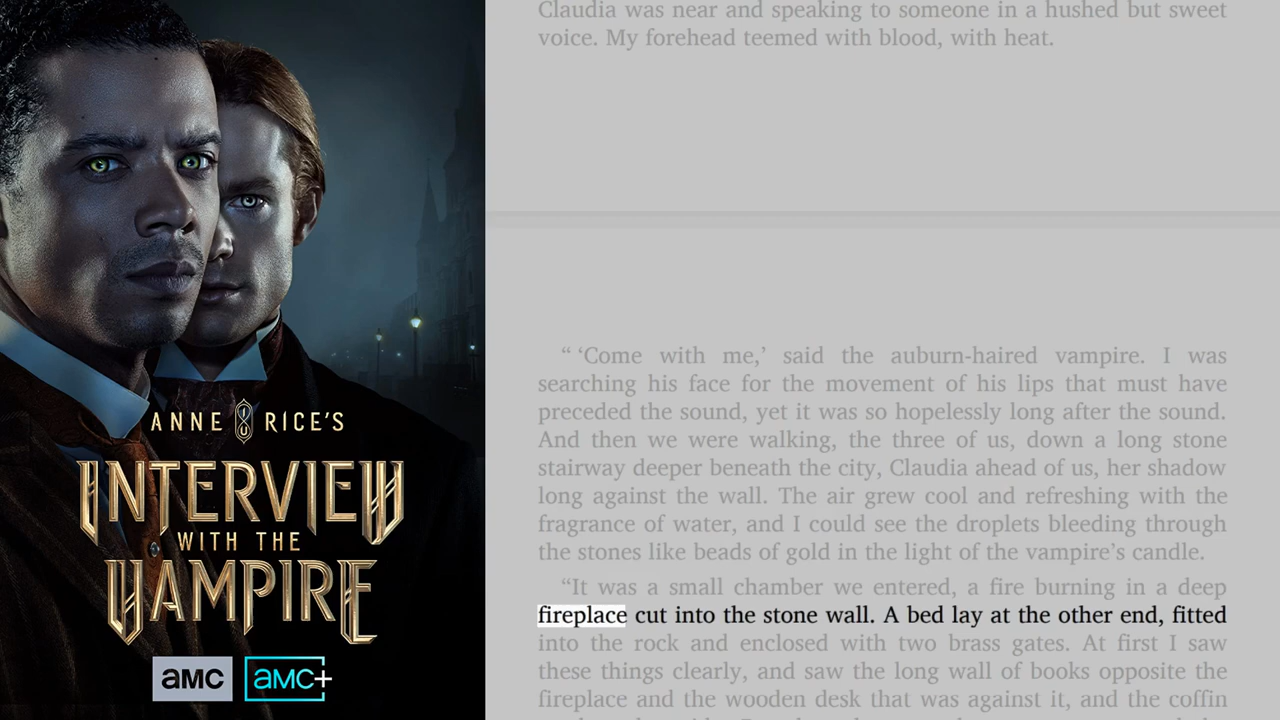 ANNE RICE'S
INTERVIEW
WITH THE
VAMPIRE
amc
amc+
Claudia was near and speaking to someone in a hushed but sweet
voice. My forehead teemed with blood, with heat.
“ ‘Come with me,’ said the auburn-haired vampire. I was
searching his face for the movement of his lips that must have
preceded the sound, yet it was so hopelessly long after the sound.
And then we were walking, the three of us, down a long stone
stairway deeper beneath the city, Claudia ahead of us, her shadow
long against the wall. The air grew cool and refreshing with the
fragrance of water, and I could see the droplets bleeding through
the stones like beads of gold in the light of the vampire’s candle.
“It was a small chamber we entered, a fire burning in a deep
fireplace cut into the stone wall. A bed lay at the other end, fitted
into the rock and enclosed with two brass gates. At first I saw
these things clearly, and saw the long wall of books opposite the
fireplace and the wooden desk that was against it, and the coffin